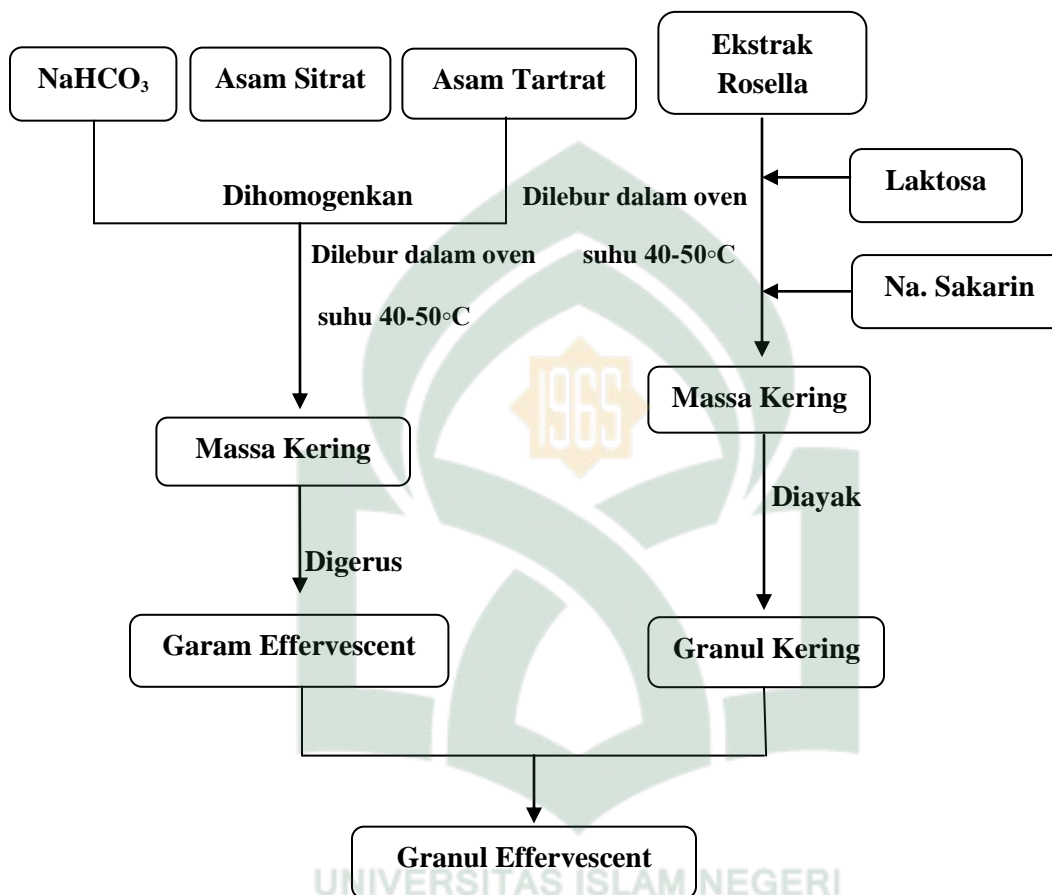 NaHCO₃
Asam Sitrat
Asam Tartrat
Ekstrak
Rosella
Laktosa
Dihomogenkan
Dilebur dalam oven
suhu 40-50◦C
Dilebur dalam oven
suhu 40-50◦C
Na. Sakarin
Massa Kering
Massa Kering
Diayak
Digerus
Garam Effervescent
Granul Kering
Granul Effervescent
1965
UNIVERSITAS ISLAM NEGERI